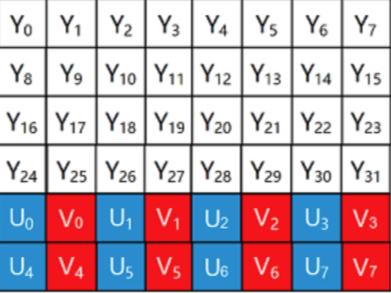 Y₀ Y₁ Y₂ Y₃ Y₄ Y₅ Y₆ Y₇
Y₈ Y₉ Y₁₀ Y₁₁ Y₁₂ Y₁₃ Y₁₄ Y₁₅
Y₁₆ Y₁₇ Y₁₈ Y₁₉ Y₂₀ Y₂₁ Y₂₂ Y₂₃
Y₂₄ Y₂₅ Y₂₆ Y₂₇ Y₂₈ Y₂₉ Y₃₀ Y₃₁
U₀ V₀ U₁ V₁ U₂ V₂ U₃ V₃
U₄ V₄ U₅ V₅ U₆ V₆ U₇ V₇